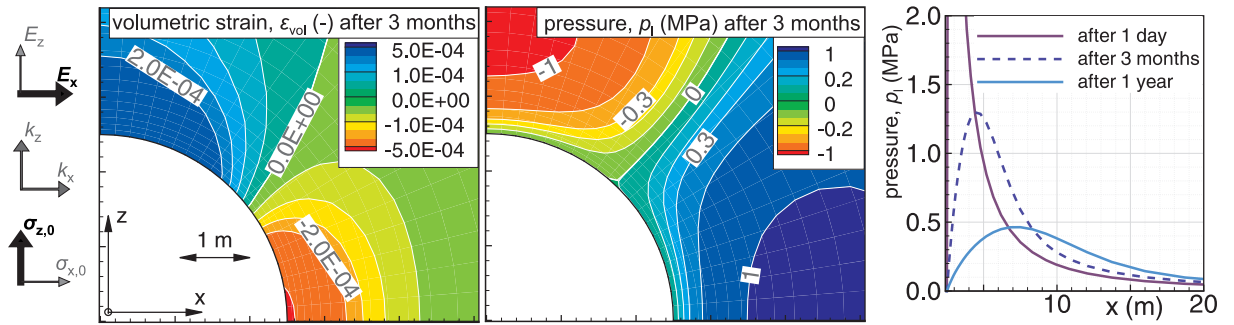 E_z
E_x
k_z
k_x
σ_z,0
σ_x,0
volumetric strain, ε_vol (-) after 3 months
5.0E-04
1.0E-04
0.0E+00
-1.0E-04
-5.0E-04
2.0E-04
0.0E+00
-2.0E-04
z
1 m
x
pressure, p_l (MPa) after 3 months
1
0.2
0
-0.2
-1
-1
-0.3
0
0.3
1
pressure, p_l (MPa)
2.0
1.5
1.0
0.5
0.0
after 1 day
after 3 months
after 1 year
10
20
x (m)